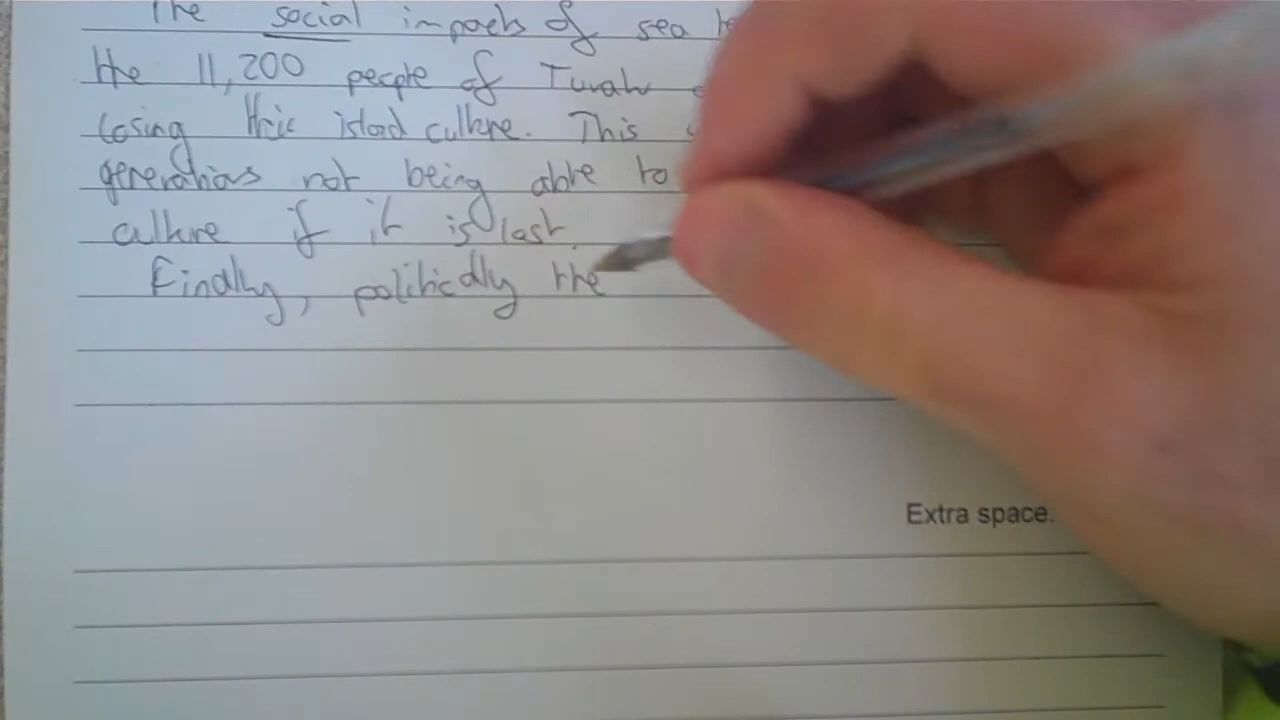 The social impacts of sea
the 11,200 people of Tuvalu
losing their island culture. This
generations not being able to
culture if it is lost.
Finally, politically the
Extra space.